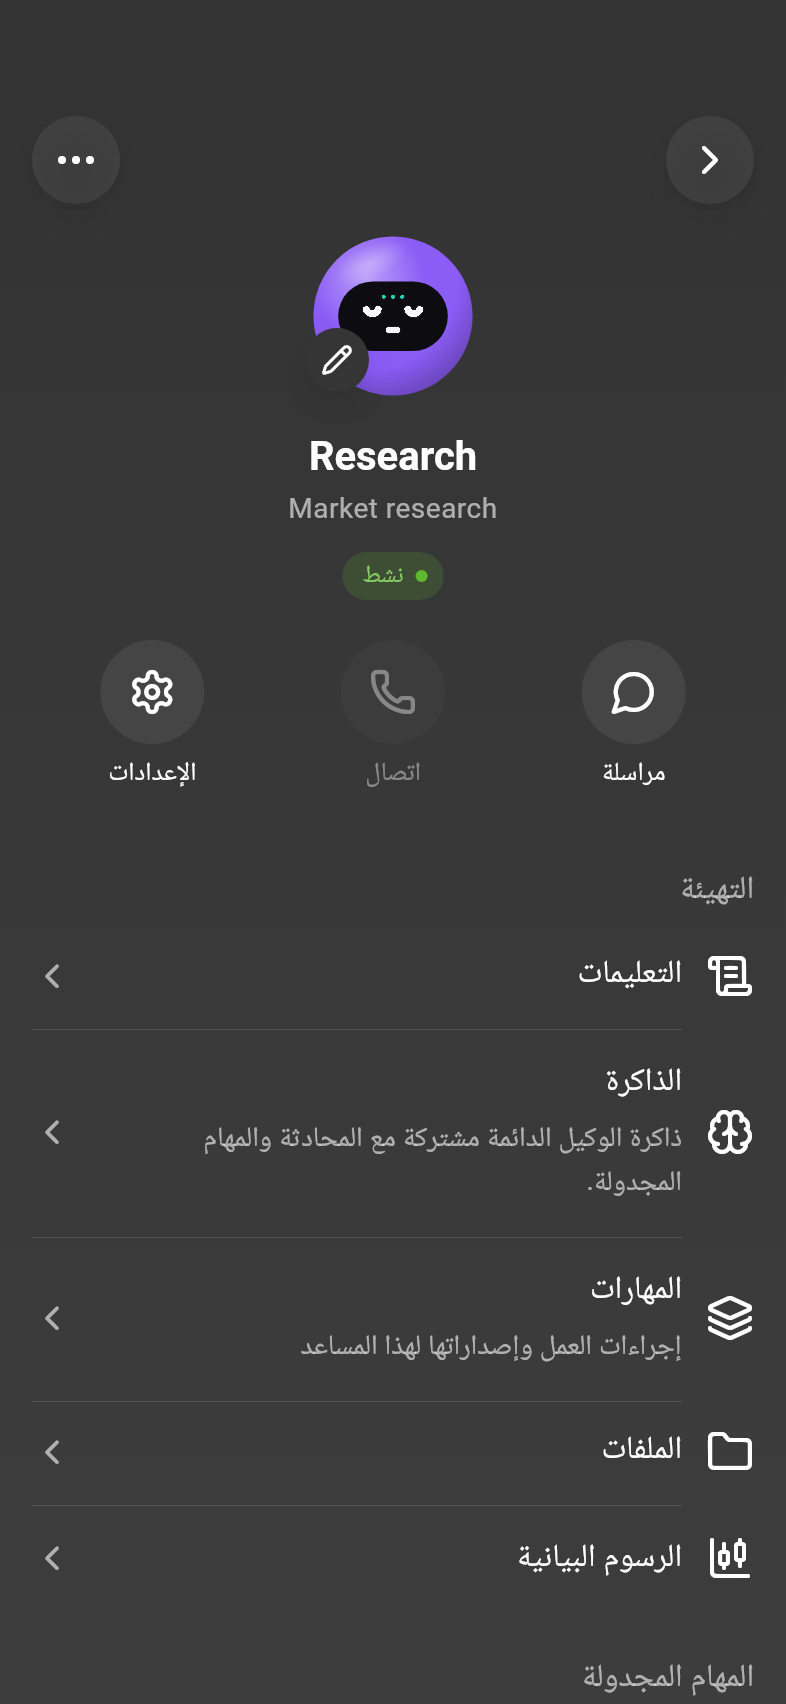 Research
Market research
نشط
مراسلة
اتصال
الإعدادات
التهيئة
التعليمات
الذاكرة
ذاكرة الوكيل الدائمة مشتركة مع المحادثة والمهام
المجدولة.
المهارات
إجراءات العمل وإصداراتها لهذا المساعد
الملفات
الرسوم البيانية
المهام المجدولة